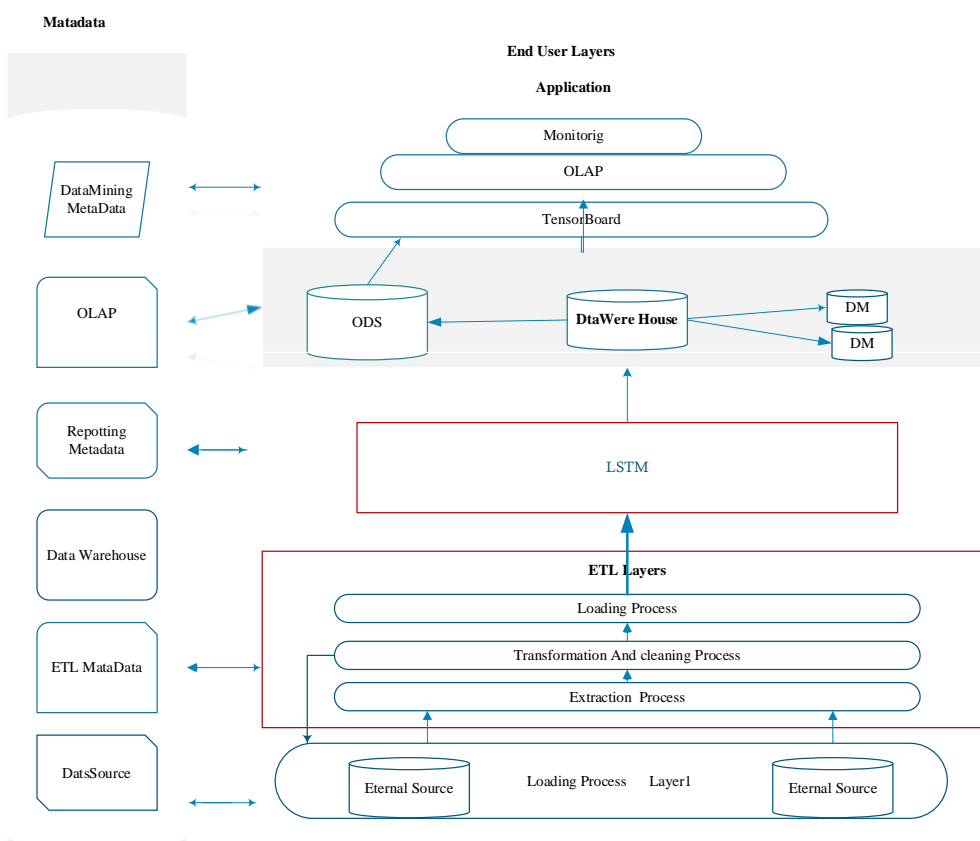 Matadata
End User Layers
Application
Monitorig
OLAP
TensorBoard
DataMining
MetaData
OLAP
ODS
DtaWere House
DM
DM
Repotting
Metadata
LSTM
Data Warehouse
ETL Layers
Loading Process
Transformation And cleaning Process
Extraction Process
ETL MataData
DatsSource
Eternal Source
Loading Process Layer1
Eternal Source